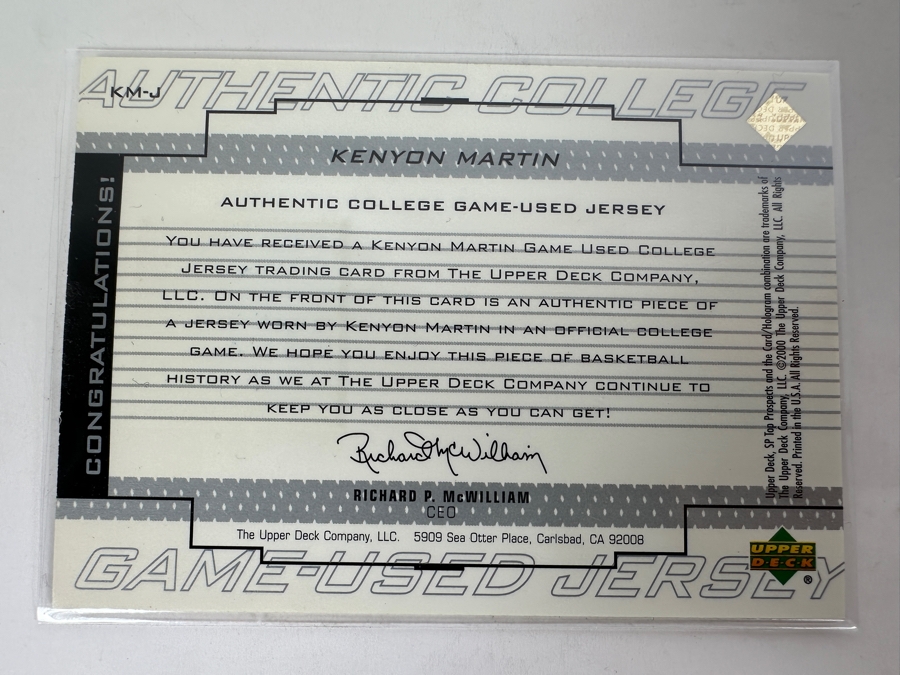 AUTHENTIC COLLEGE
KM-J
KENYON MARTIN
CONGRATULATIONS!
AUTHENTIC COLLEGE GAME-USED JERSEY
YOU HAVE RECEIVED A KENYON MARTIN GAME USED COLLEGE
JERSEY TRADING CARD FROM THE UPPER DECK COMPANY,
LLC. ON THE FRONT OF THIS CARD IS AN AUTHENTIC PIECE OF
A JERSEY WORN BY KENYON MARTIN IN AN OFFICIAL COLLEGE
GAME. WE HOPE YOU ENJOY THIS PIECE OF BASKETBALL
HISTORY AS WE AT THE UPPER DECK COMPANY CONTINUE TO
KEEP YOU AS CLOSE AS YOU CAN GET!
Richard McWilliam
RICHARD P. McWILLIAM
CEO
The Upper Deck Company, LLC. 5909 Sea Otter Place, Carlsbad, CA 92008
GAME-USED JERSEY
Upper Deck, SP Top Prospects and the Card/Hologram combination are trademarks of
The Upper Deck Company, LLC. ©2000 The Upper Deck Company, LLC. All Rights
Reserved. Printed in the U.S.A. All Rights Reserved.
UPPER
DECK
®